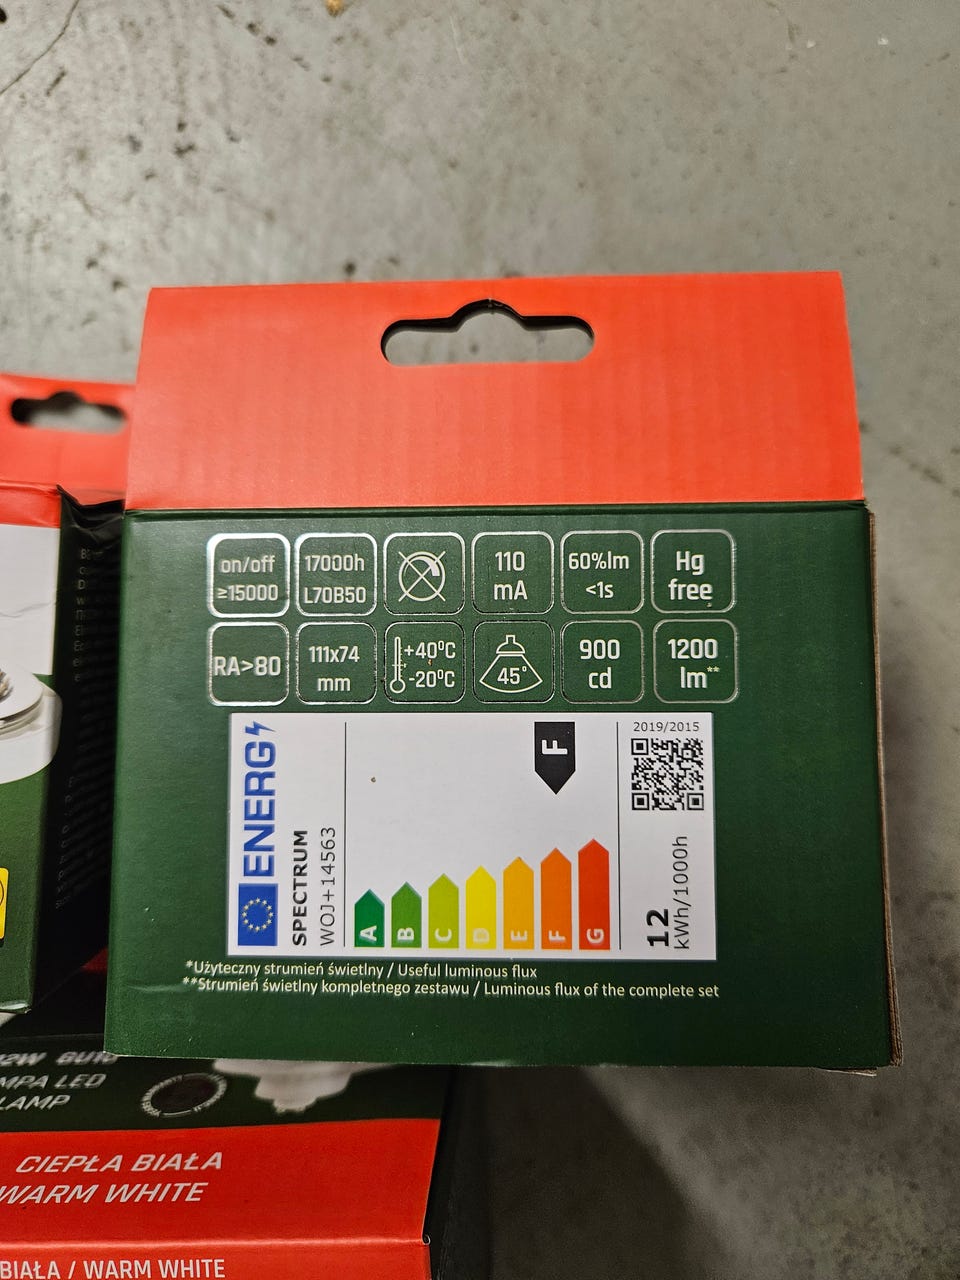 on/off
≥15000
17000h
L70B50
110
mA
60%lm
<1s
Hg
free
RA>80
111x74
mm
+40°C
-20°C
45°
900
cd
1200
lm**
ENERG
SPECTRUM
WOJ+14563
A
B
C
D
E
F
G
F
2019/2015
12
kWh/1000h
*Użyteczny strumień świetlny / Useful luminous flux
**Strumień świetlny kompletnego zestawu / Luminous flux of the complete set
LED
LAMP
CIEPŁA BIAŁA
WARM WHITE
BIAŁA / WARM WHITE